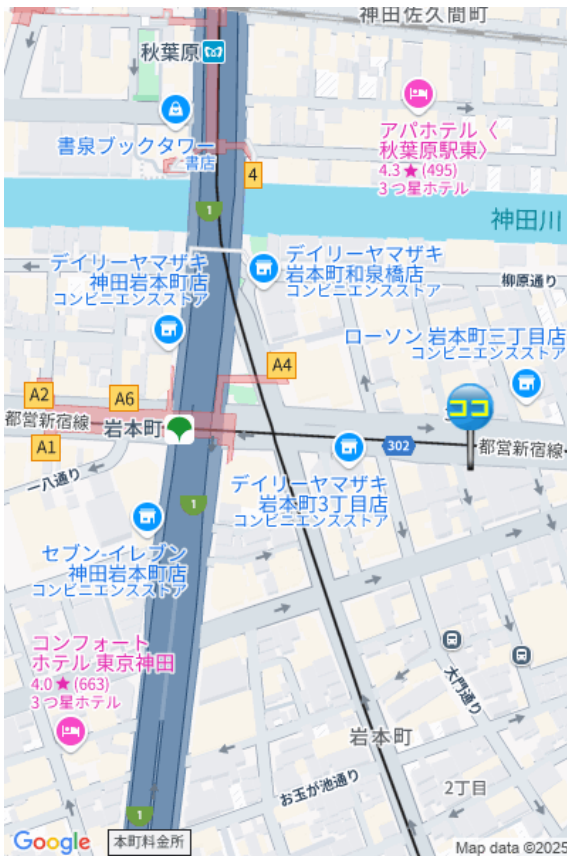 神田佐久間町
秋葉原
アパホテル〈
秋葉原駅東〉
4.3★(495)
3 つ星ホテル
書泉ブックタワー
書店
4
1
神田川
デイリーヤマザキ
神田岩本町店
コンビニエンスストア
デイリーヤマザキ
岩本町和泉橋店
コンビニエンスストア
柳原通り
ローソン 岩本町三丁目店
コンビニエンスストア
A4
A2
A6
ココ
都営新宿線
岩本町
302
都営新宿線
A1
一八通り
デイリーヤマザキ
岩本町3丁目店
コンビニエンスストア
1
セブン-イレブン
神田岩本町店
コンビニエンスストア
コンフォート
ホテル 東京神田
4.0★(663)
3 つ星ホテル
大門通り
岩本町
お玉が池通り
2丁目
1
Google
本町料金所
Map data ©2025